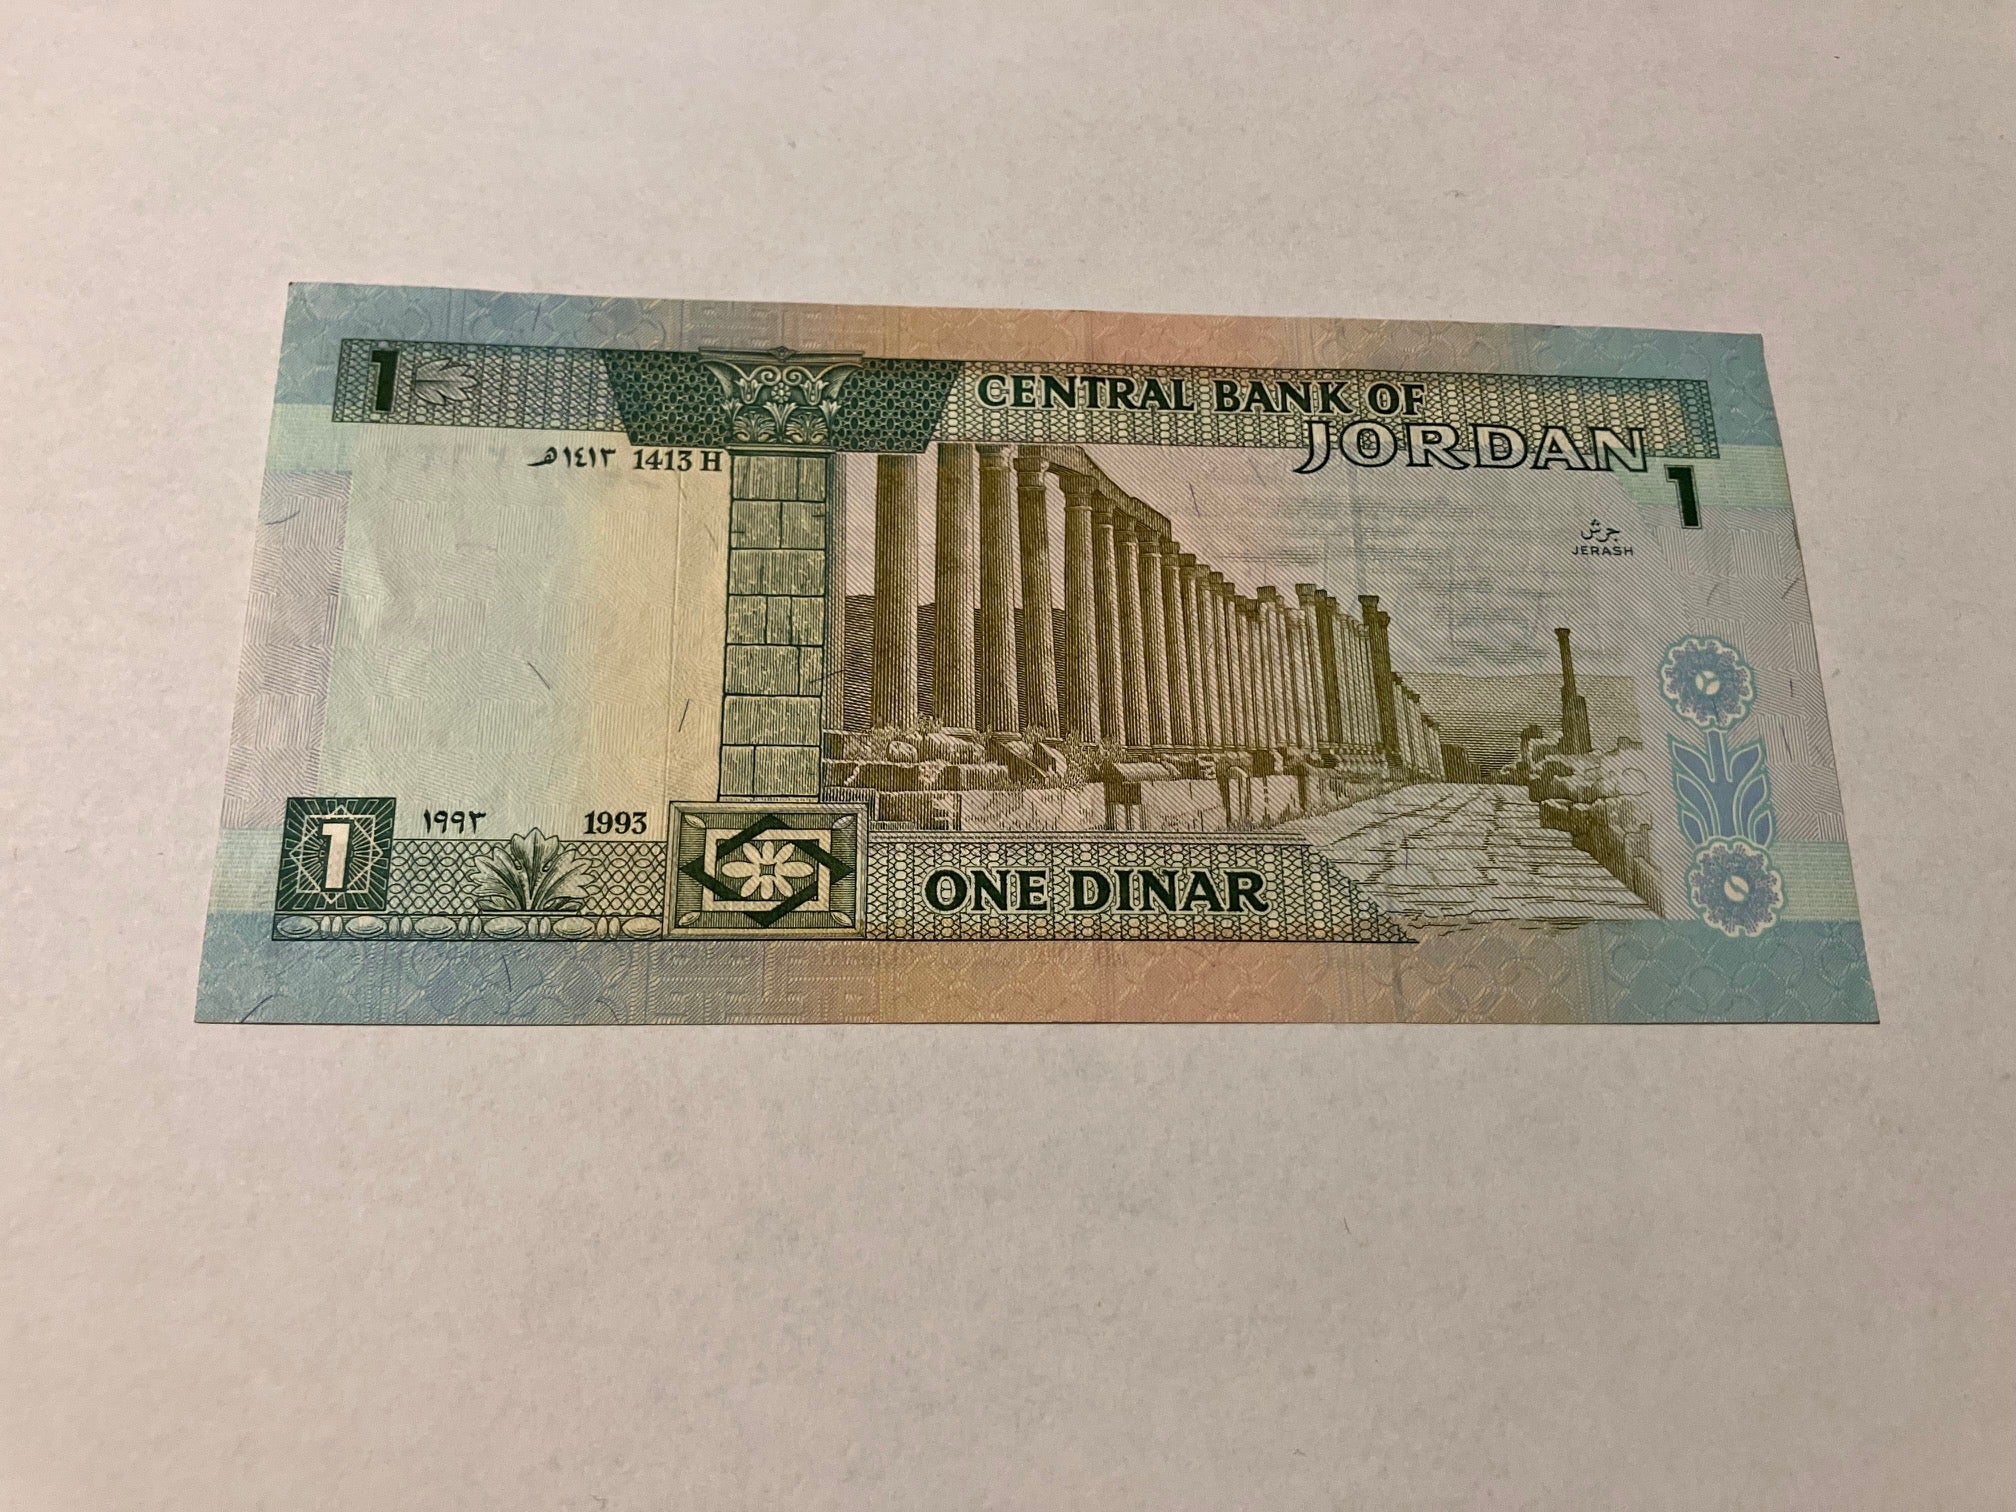 1
CENTRAL BANK OF
JORDAN
1
١٤١٣هـ 1413 H
جرش
JERASH
١٩٩٣ 1993
1
ONE DINAR